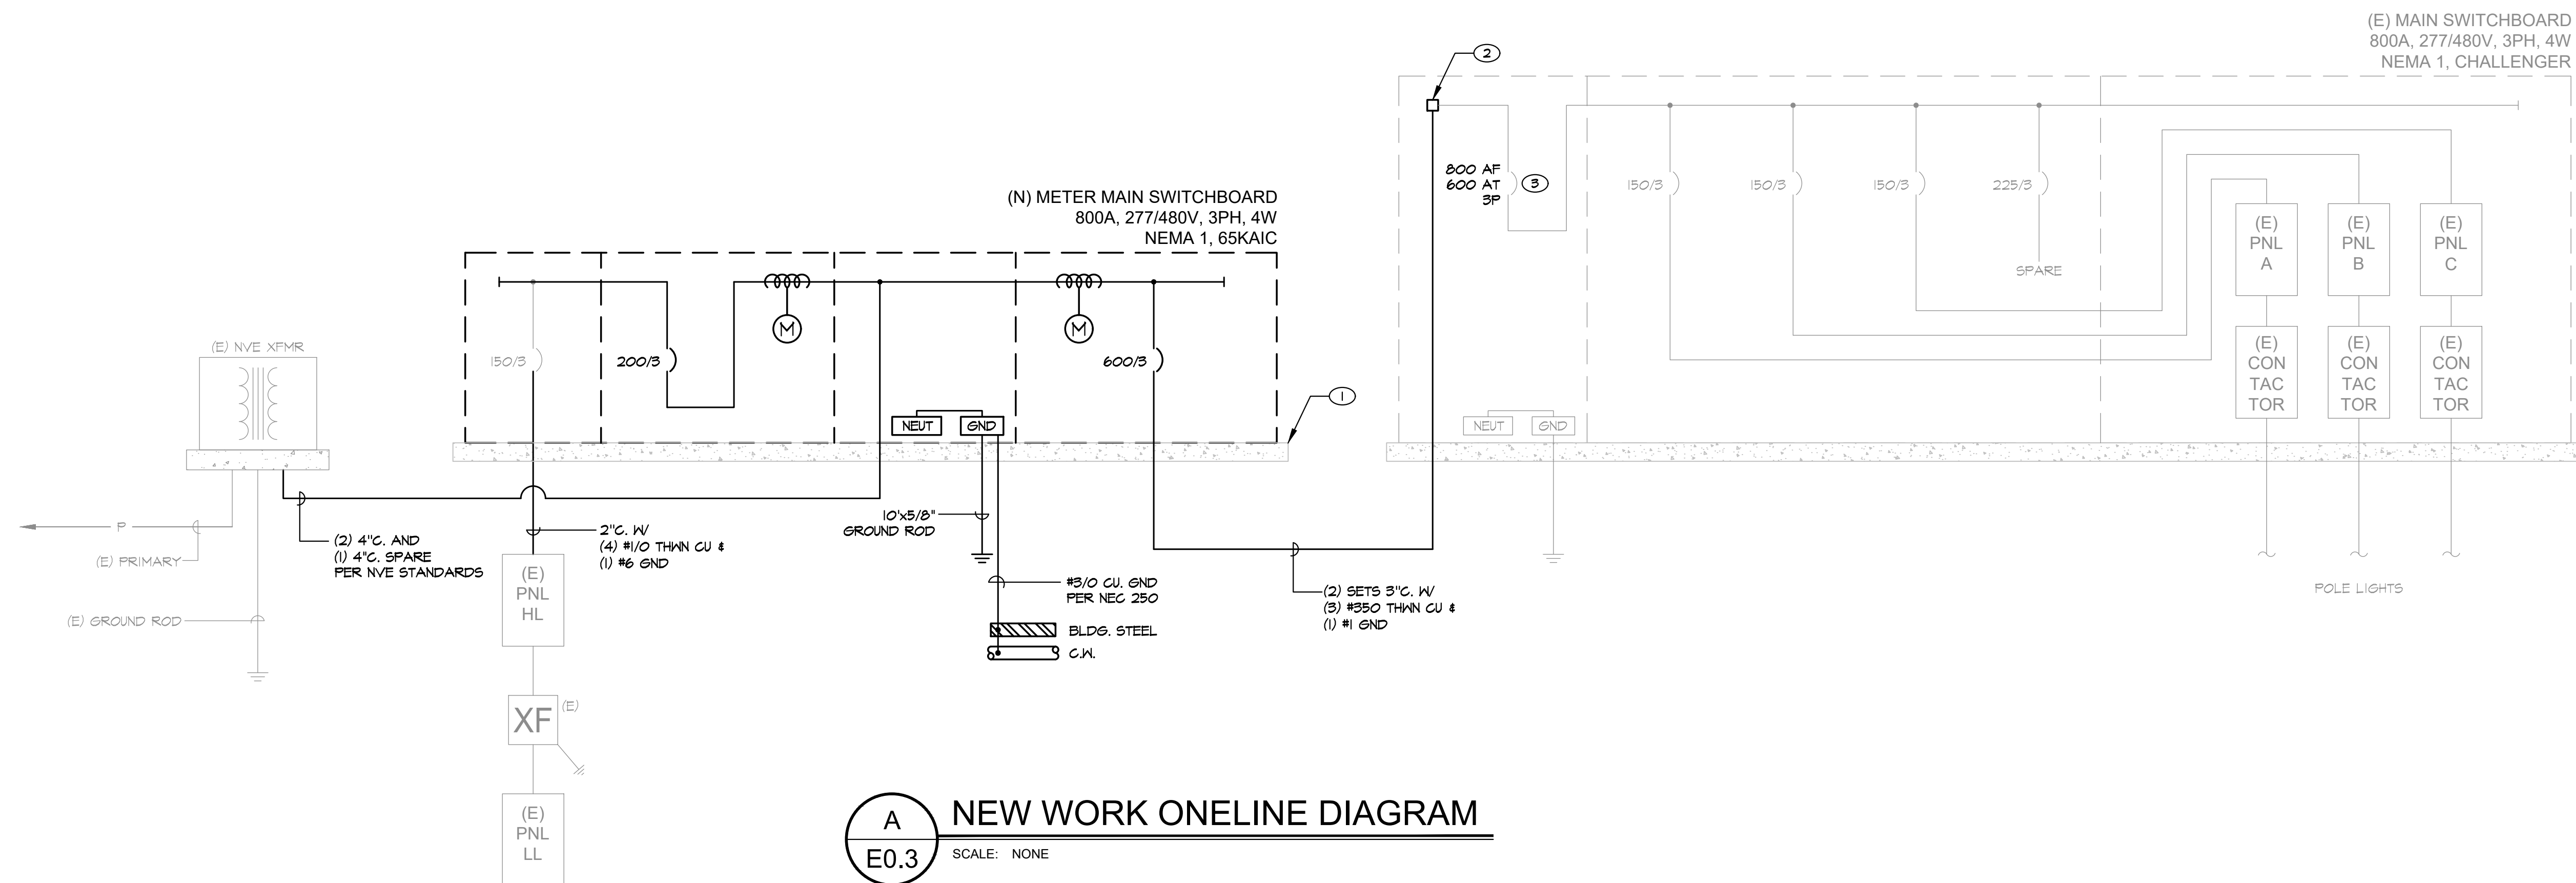 (E) MAIN SWITCHBOARD
800A, 277/480V, 3PH, 4W
NEMA 1, CHALLENGER
2
800 AF
600 AT
3P
3
150/3
150/3
150/3
225/3
SPARE
(E)
PNL
A
(E)
PNL
B
(E)
PNL
C
(E)
CON
TAC
TOR
(E)
CON
TAC
TOR
(E)
CON
TAC
TOR
NEUT
GND
POLE LIGHTS
(N) METER MAIN SWITCHBOARD
800A, 277/480V, 3PH, 4W
NEMA 1, 65KAIC
M
M
150/3
200/3
600/3
NEUT
GND
1
(E) NVE XFMR
P
(E) PRIMARY
(E) GROUND ROD
(2) 4"C. AND
(1) 4"C. SPARE
PER NVE STANDARDS
2"C. W/
(4) #1/0 THWN CU &
(1) #6 GND
10'x5/8"
GROUND ROD
#3/0 CU. GND
PER NEC 250
BLDG. STEEL
C.W.
(2) SETS 3"C. W/
(3) #350 THWN CU &
(1) #1 GND
(E)
PNL
HL
XF
(E)
(E)
PNL
LL
A
E0.3
NEW WORK ONELINE DIAGRAM
SCALE: NONE